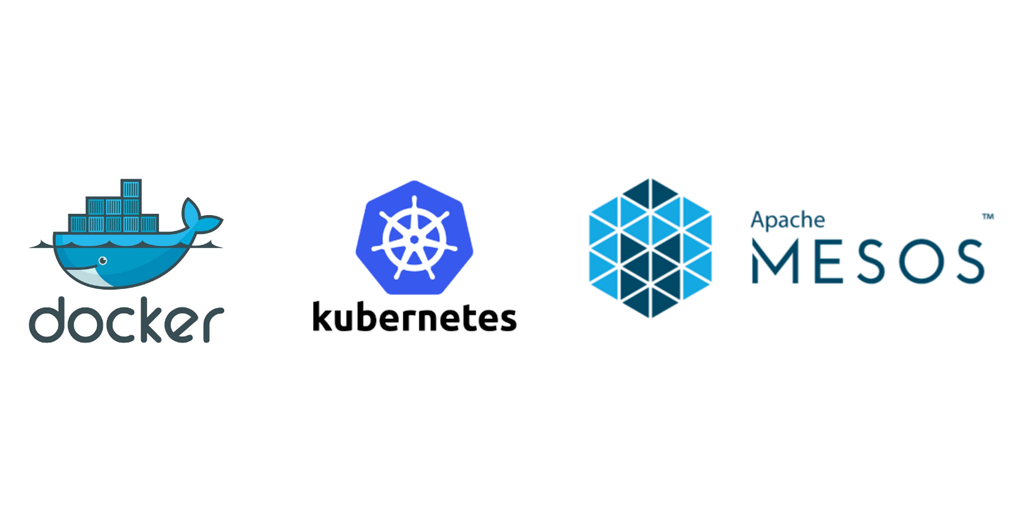 docker
kubernetes
Apache
MESOS
™